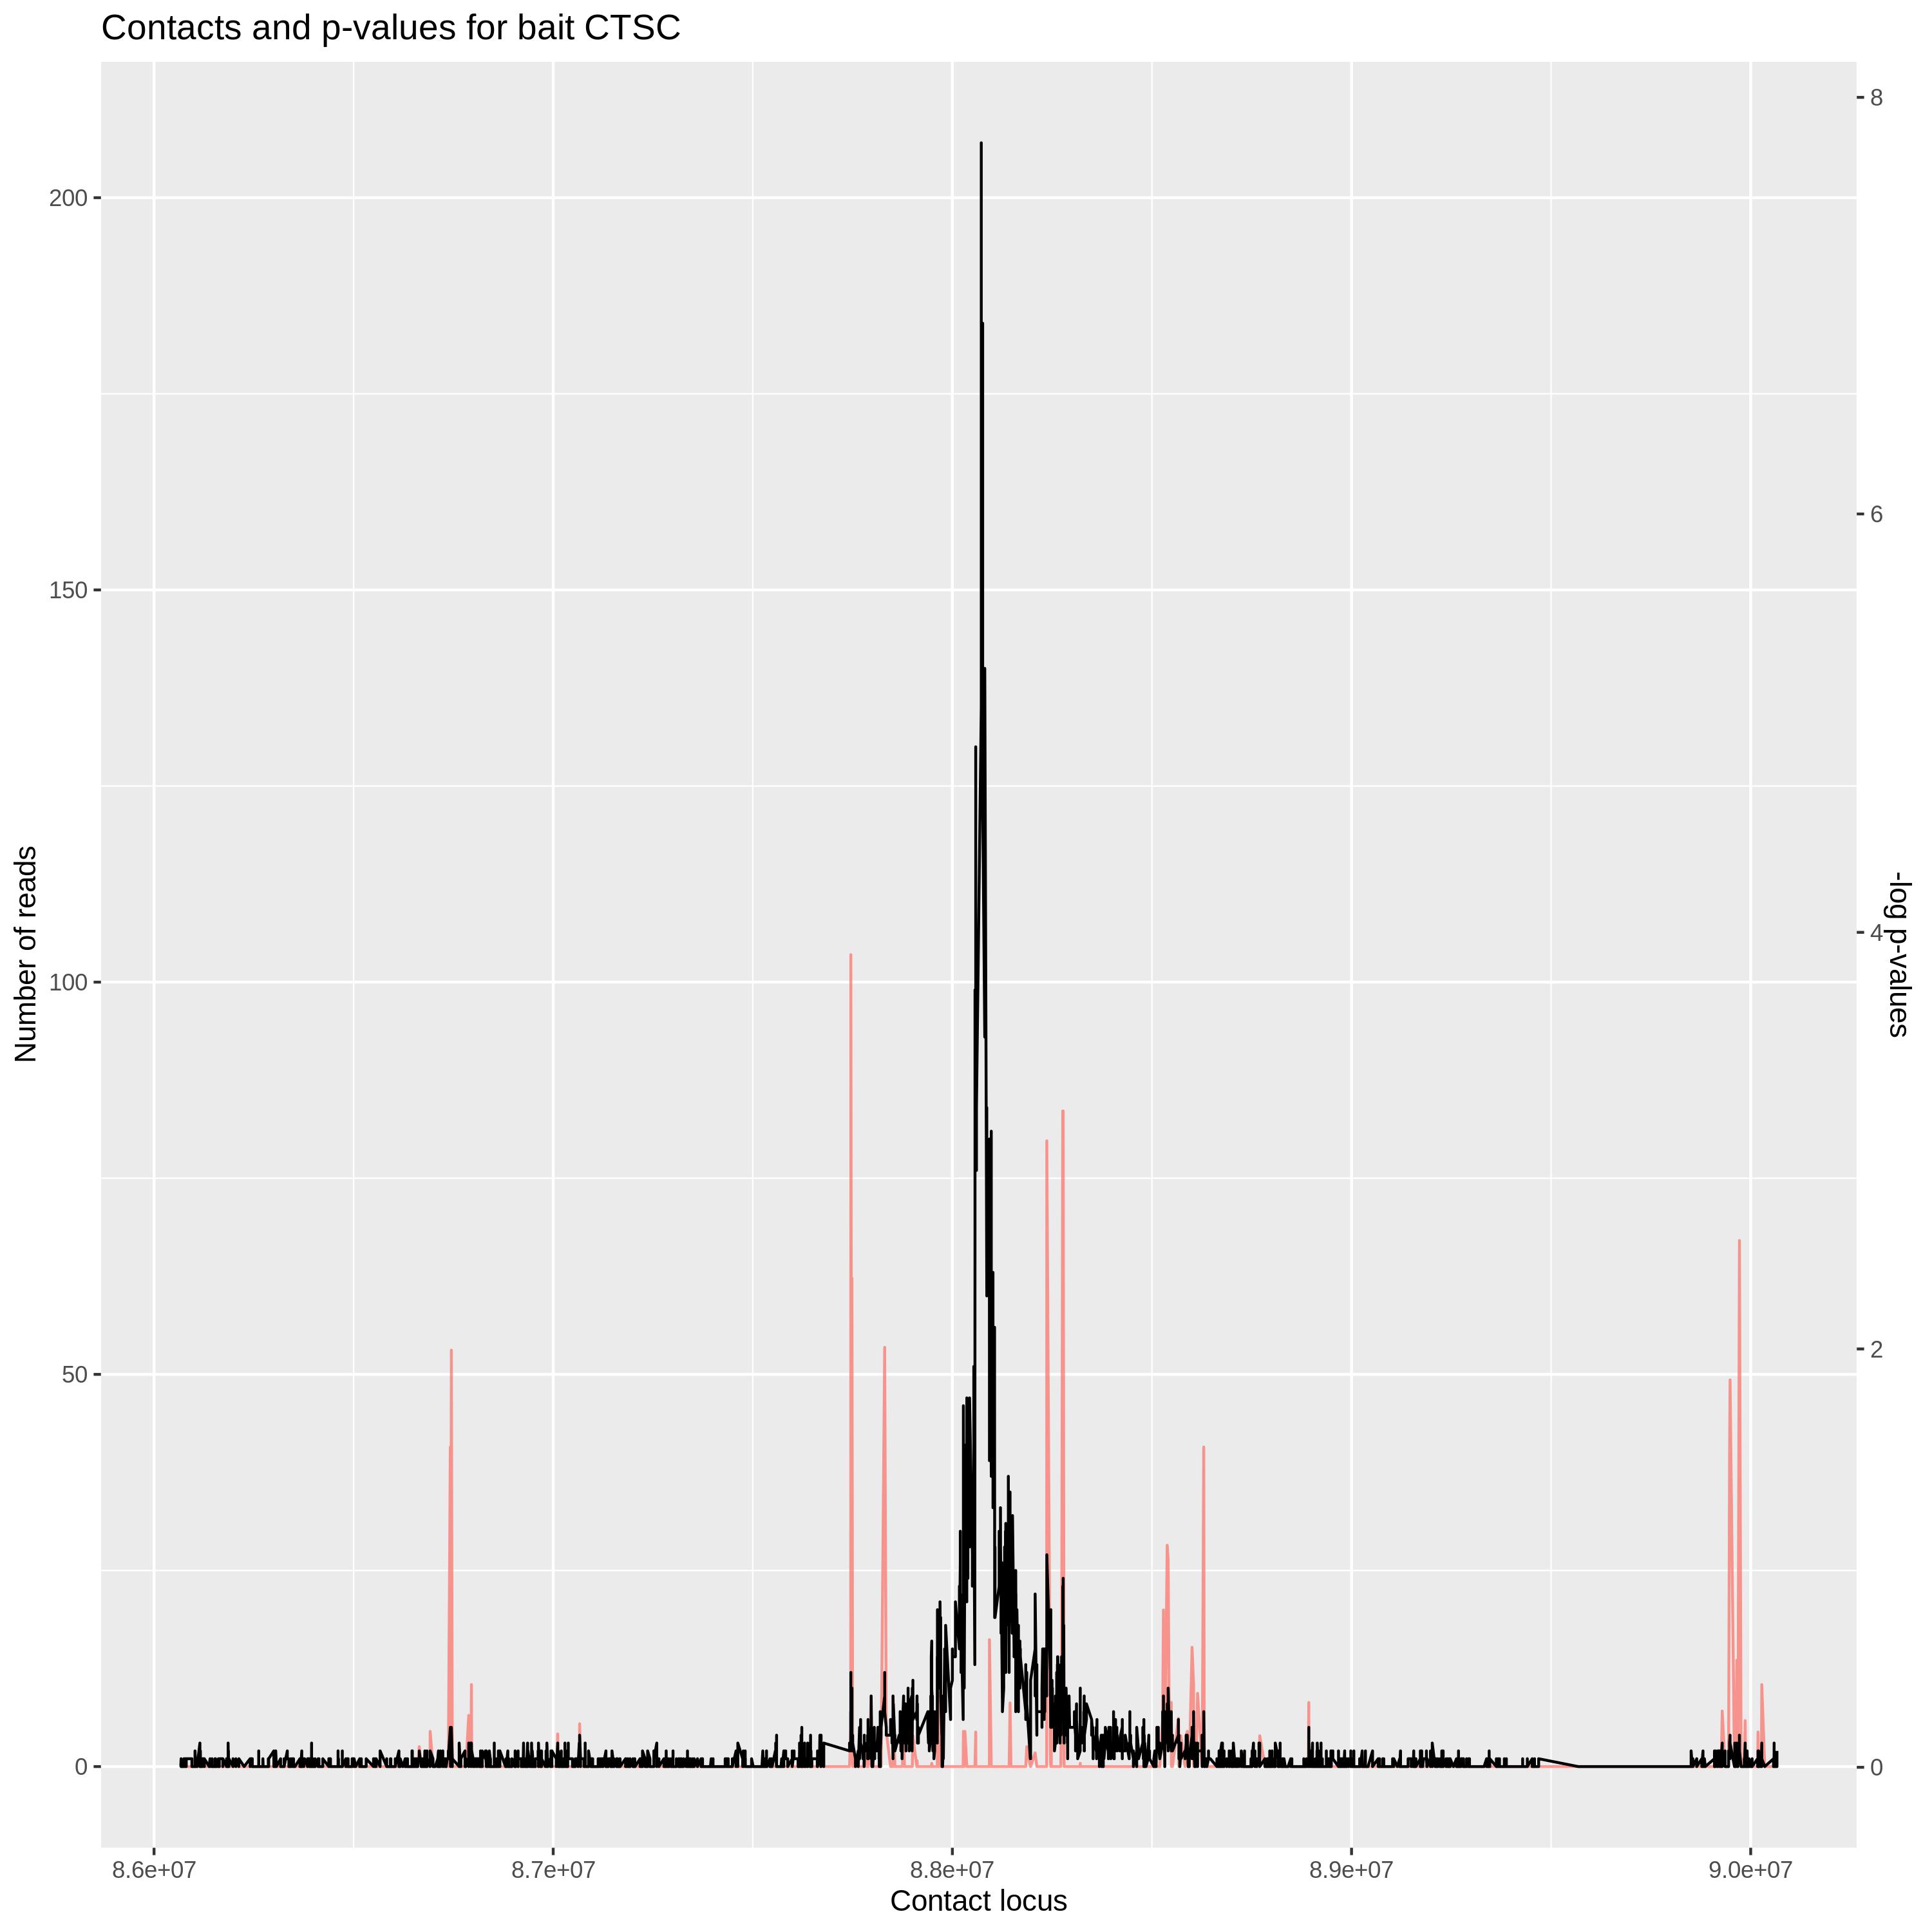 Contacts and p-values for bait CTSC
Number of reads
200
150
100
50
0
8
6
4
2
0
-log p-values
8.6e+07 8.7e+07 8.8e+07 8.9e+07 9.0e+07
Contact locus